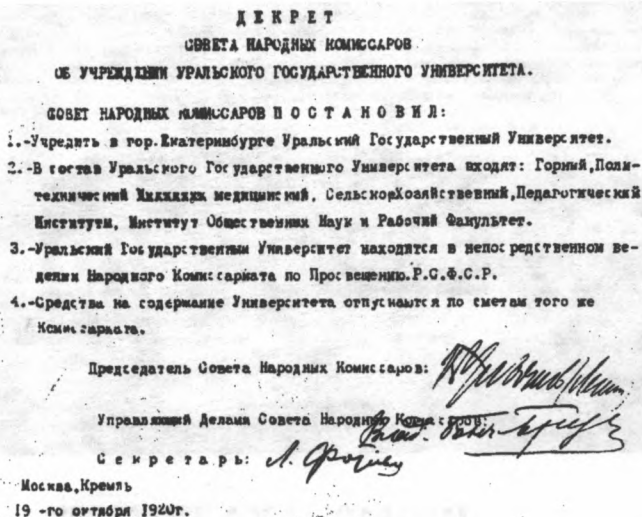 ДЕКРЕТ
СОВЕТА НАРОДНЫХ КОМИССАРОВ
ОБ УЧРЕЖДЕНИИ УРАЛЬСКОГО ГОСУДАРСТВЕННОГО УНИВЕРСИТЕТА.
СОВЕТ НАРОДНЫХ КОМИССАРОВ П О С Т А Н О В И Л:
1.-Учредить в гор.Екатеринбурге Уральский Государственный Университет.
2.-В состав Уральского Государственного Университета входят: Горный,Поли-
технический медицинский, СельскоХозяйственный,Педагогический
Институты, Институт Общественных Наук и Рабочий Факультет.
3.-Уральский Государственный Университет находится в непосредственном ве-
дении Народного Комиссариата по Просвещению.Р.С.Ф.С.Р.
4.-Средства на содержание Университета отпускаются по сметам того же
Комиссариата.
Председатель Совета Народных Комиссаров:
Управляющий Делами Совета Народных Комиссаров:
С е к р е т а р ь: Л. Фотиева
Москва,Кремль
19 -го октября 1920г.